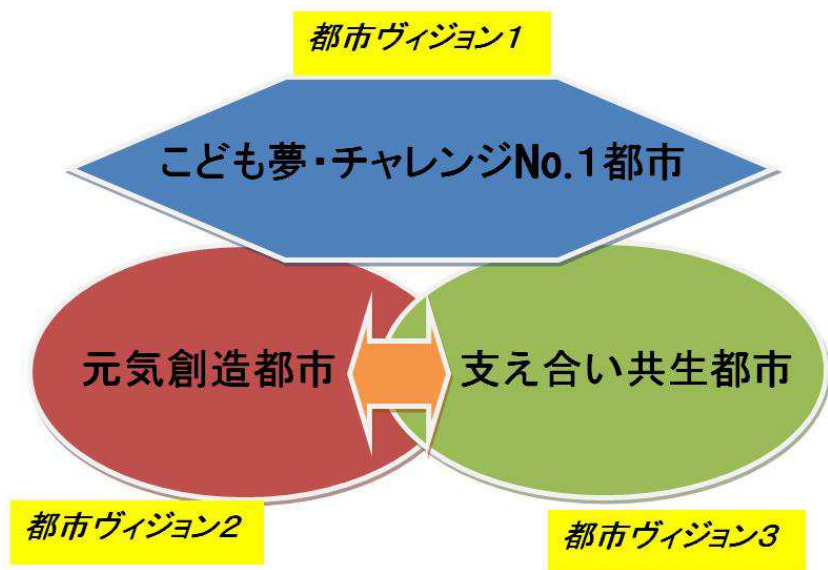 都市ヴィジョン１
こども夢・チャレンジNo.１都市
元気創造都市
支え合い共生都市
都市ヴィジョン２
都市ヴィジョン３